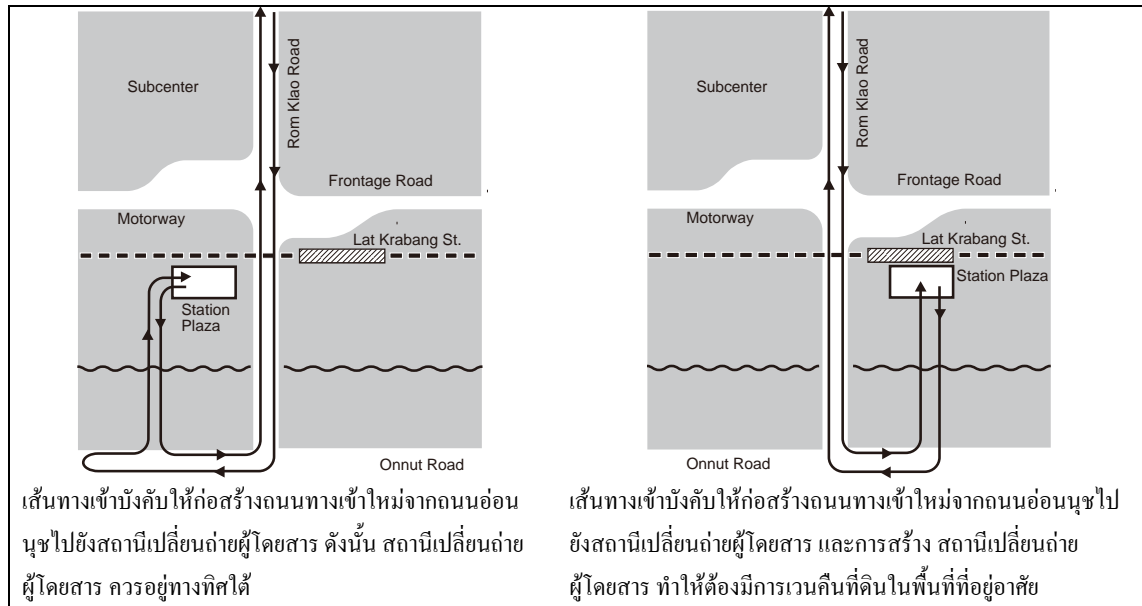 Subcenter
Rom Klao Road
Frontage Road
Motorway
Lat Krabang St.
Station
Plaza
Onnut Road
เส้นทางเข้าบังคับให้ก่อสร้างถนนทางเข้าใหม่จากถนนอ่อน
นุชไปยังสถานีเปลี่ยนถ่ายผู้โดยสาร ดังนั้น สถานีเปลี่ยนถ่าย
ผู้โดยสาร ควรอยู่ทางทิศใต้
Subcenter
Rom Klao Road
Frontage Road
Motorway
Lat Krabang St.
Station Plaza
Onnut Road
เส้นทางเข้าบังคับให้ก่อสร้างถนนทางเข้าใหม่จากถนนอ่อนนุชไป
ยังสถานีเปลี่ยนถ่ายผู้โดยสาร และการสร้าง สถานีเปลี่ยนถ่าย
ผู้โดยสาร ทำให้ต้องมีการเวนคืนที่ดินในพื้นที่ที่อยู่อาศัย